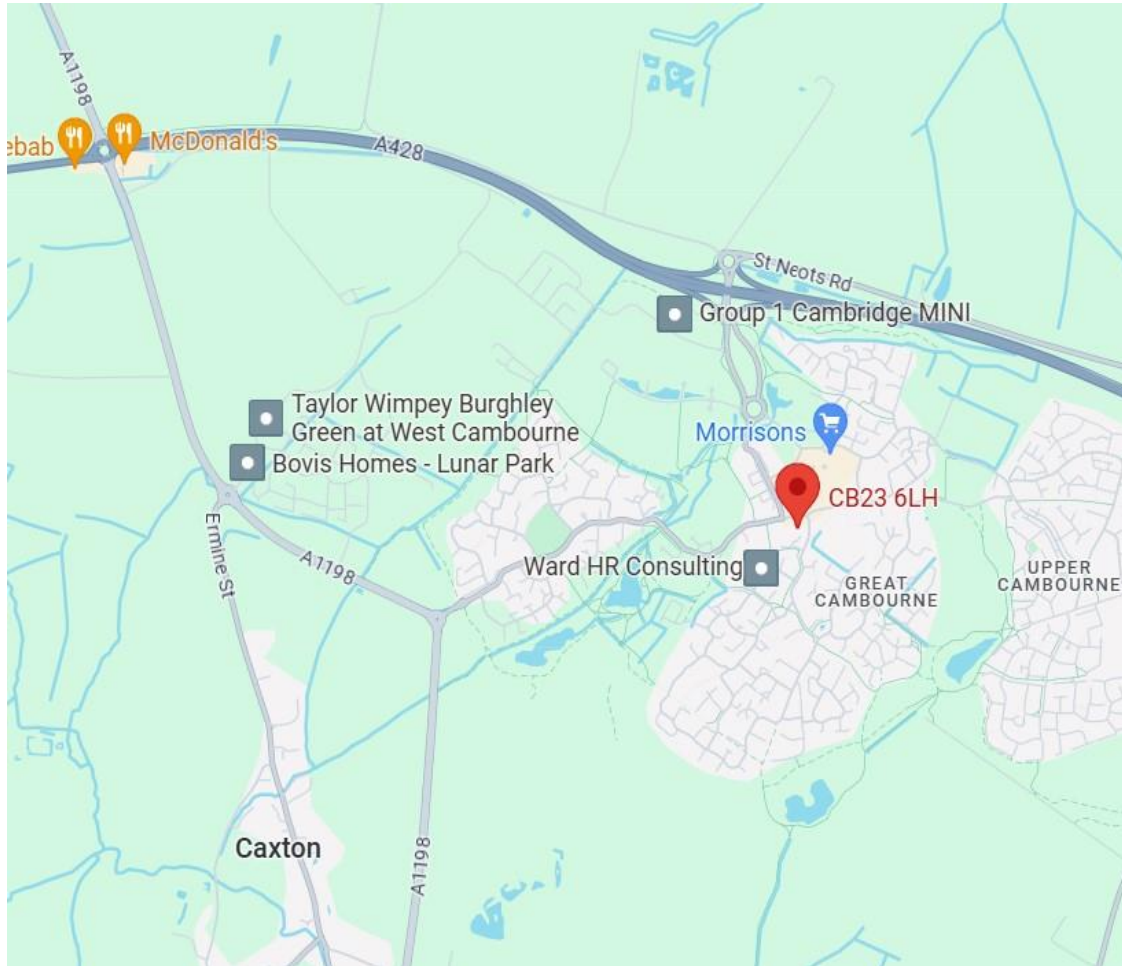 A1198
ebab
McDonald's
A428
St Neots Rd
Group 1 Cambridge MINI
Taylor Wimpey Burghley
Green at West Cambourne
Morrisons
Bovis Homes - Lunar Park
CB23 6LH
Ermine St
A1198
Ward HR Consulting
GREAT
CAMBOURNE
UPPER
CAMBOURNE
Caxton
A1198